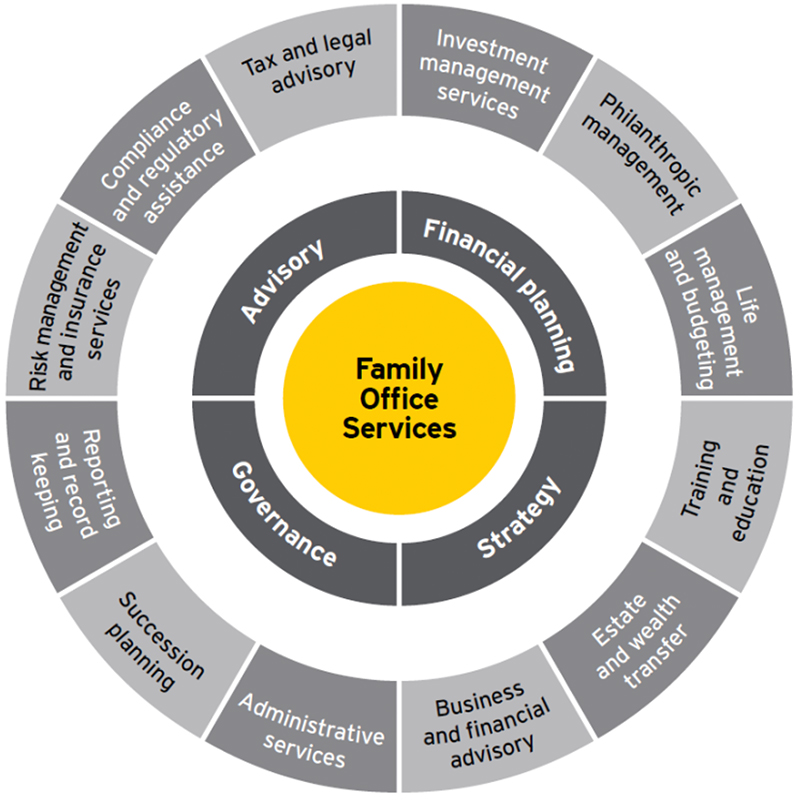 Family
Office
Services
Financial planning
Strategy
Governance
Advisory
Investment
management
services
Philanthropic
management
Life
management
and budgeting
Training
and
education
Estate
and wealth
transfer
Business
and financial
advisory
Administrative
services
Succession
planning
Reporting
and record
keeping
Risk management
and insurance
services
Compliance
and regulatory
assistance
Tax and legal
advisory